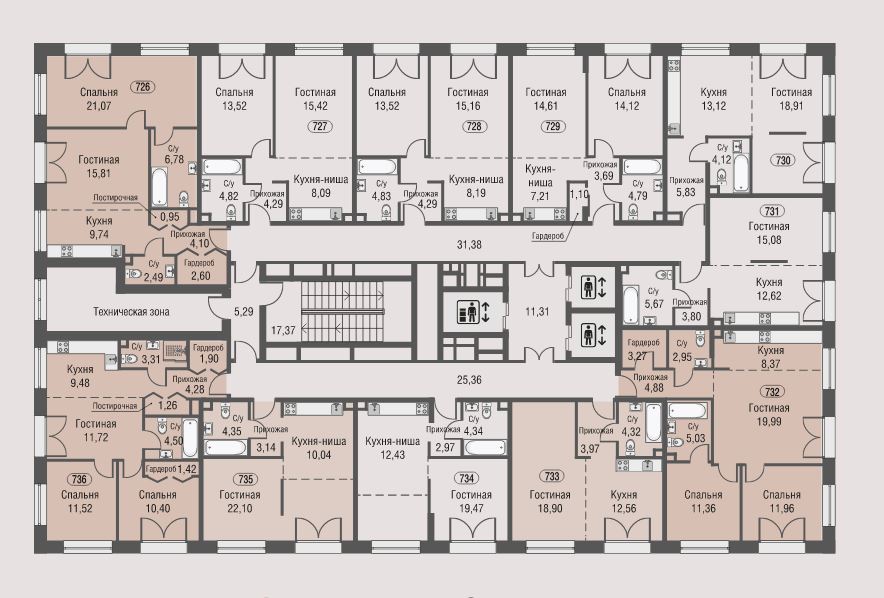 726
Спальня
21,07
Гостиная
15,81
С/у
6,78
Постирочная
0,95
Кухня
9,74
Прихожая
4,10
С/у
2,49
Гардероб
2,60
Спальня
13,52
Гостиная
15,42
727
С/у
4,82
Прихожая
4,29
Кухня-ниша
8,09
Спальня
13,52
Гостиная
15,16
728
С/у
4,83
Прихожая
4,29
Кухня-ниша
8,19
Гостиная
14,61
729
Спальня
14,12
Кухня-
ниша
7,21
1,10
Гардероб
Прихожая
3,69
С/у
4,79
Кухня
13,12
Гостиная
18,91
С/у
4,12
730
Прихожая
5,83
731
Гостиная
15,08
Кухня
12,62
С/у
5,67
Прихожая
3,80
31,38
Техническая зона
5,29
17,37
11,31
25,36
Кухня
9,48
С/у
3,31
Гардероб
1,90
Прихожая
4,28
Постирочная
1,26
Гостиная
11,72
С/у
4,50
Гардероб 1,42
736
Спальня
11,52
Спальня
10,40
С/у
4,35
Прихожая
3,14
Кухня-ниша
10,04
735
Гостиная
22,10
Кухня-ниша
12,43
Прихожая
2,97
С/у
4,34
734
Гостиная
19,47
733
Гостиная
18,90
Прихожая
3,97
С/у
4,32
Кухня
12,56
Гардероб
3,27
С/у
2,95
Прихожая
4,88
Кухня
8,37
732
Гостиная
19,99
С/у
5,03
Спальня
11,36
Спальня
11,96